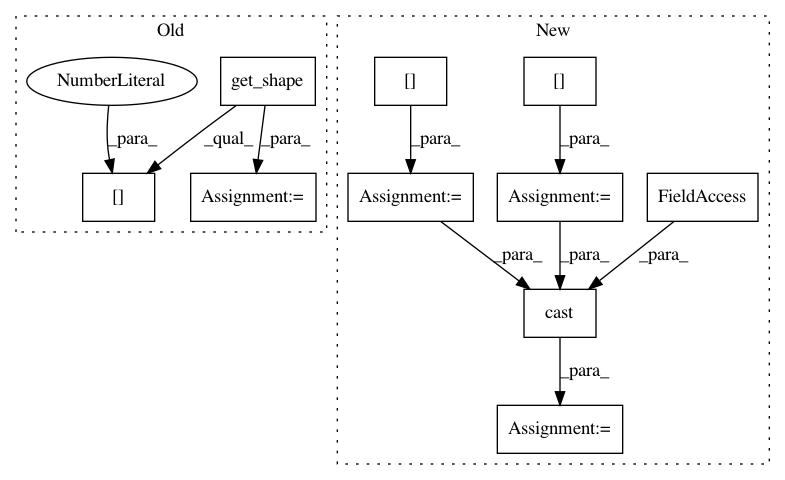 Old
New
NumberLiteral
get_shape
[]
[]
_para_
_qual_
_para_
_para_
_para_
[]
Assignment:=
Assignment:=
Assignment:=
FieldAccess
_para_
_para_
_para_
cast
_para_
Assignment:=